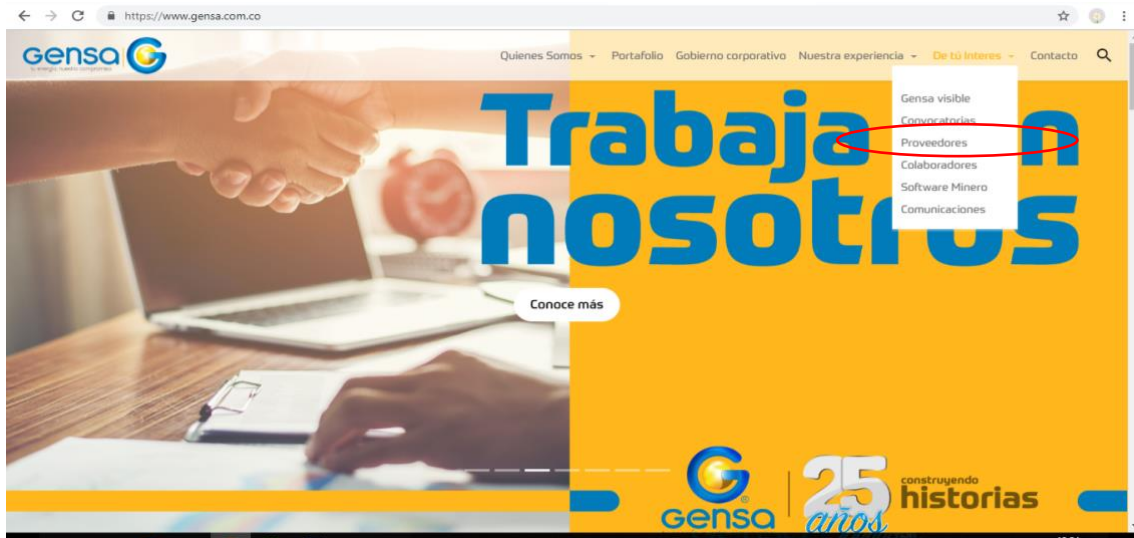 https://www.gensa.com.co
Gensa
Quienes Somos Portafolio Gobierno corporativo Nuestra experiencia De tú Interes Contacto
Gensa visible
Convocatorias
Proveedores
Colaboradores
Software Minero
Comunicaciones
Trabaja n
nosotros
Conoce más
Gensa
25 años
construyendo
historias